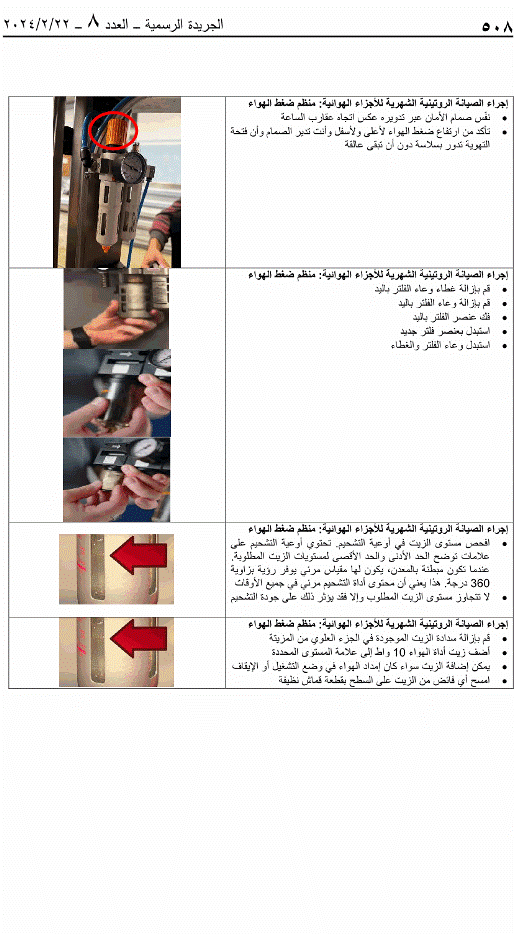 ٥٠٨
الجريدة الرسمية – العدد ٨ – ٢٠٢٤/٢/٢٢
إجراء الصيانة الروتينية الشهرية للأجزاء الهوائية: منظم ضغط الهواء
• نفّس صمام الأمان عبر تدويره عكس اتجاه عقارب الساعة
• تأكد من ارتفاع ضغط الهواء لأعلى ولأسفل وأنت تدير الصمام وأن فتحة
التهوية تدور بسلاسة دون أن تبقى عالقة
إجراء الصيانة الروتينية الشهرية للأجزاء الهوائية: منظم ضغط الهواء
• قم بإزالة غطاء وعاء الفلتر باليد
• قم بإزالة وعاء الفلتر باليد
• فك عنصر الفلتر باليد
• استبدل بعنصر فلتر جديد
• استبدل وعاء الفلتر والغطاء
إجراء الصيانة الروتينية الشهرية للأجزاء الهوائية: منظم ضغط الهواء
• افحص مستوى الزيت في أوعية التشحيم. تحتوي أوعية التشحيم على
علامات توضح الحد الأدنى والحد الأقصى لمستويات الزيت المطلوبة.
عندما تكون مبطنة بالمعدن، يكون لها مقياس مرئي يوفر رؤية بزاوية
360 درجة. هذا يعني أن محتوى أداة التشحيم مرئي في جميع الأوقات
• لا تتجاوز مستوى الزيت المطلوب وإلا فقد يؤثر ذلك على جودة التشحيم
إجراء الصيانة الروتينية الشهرية للأجزاء الهوائية: منظم ضغط الهواء
• قم بإزالة سدادة الزيت الموجودة في الجزء العلوي من المزيتة
• أضف زيت أداة الهواء 10 واط إلى علامة المستوى المحددة
• يمكن إضافة الزيت سواء كان إمداد الهواء في وضع التشغيل أو الإيقاف
• امسح أي فائض من الزيت على السطح بقطعة قماش نظيفة